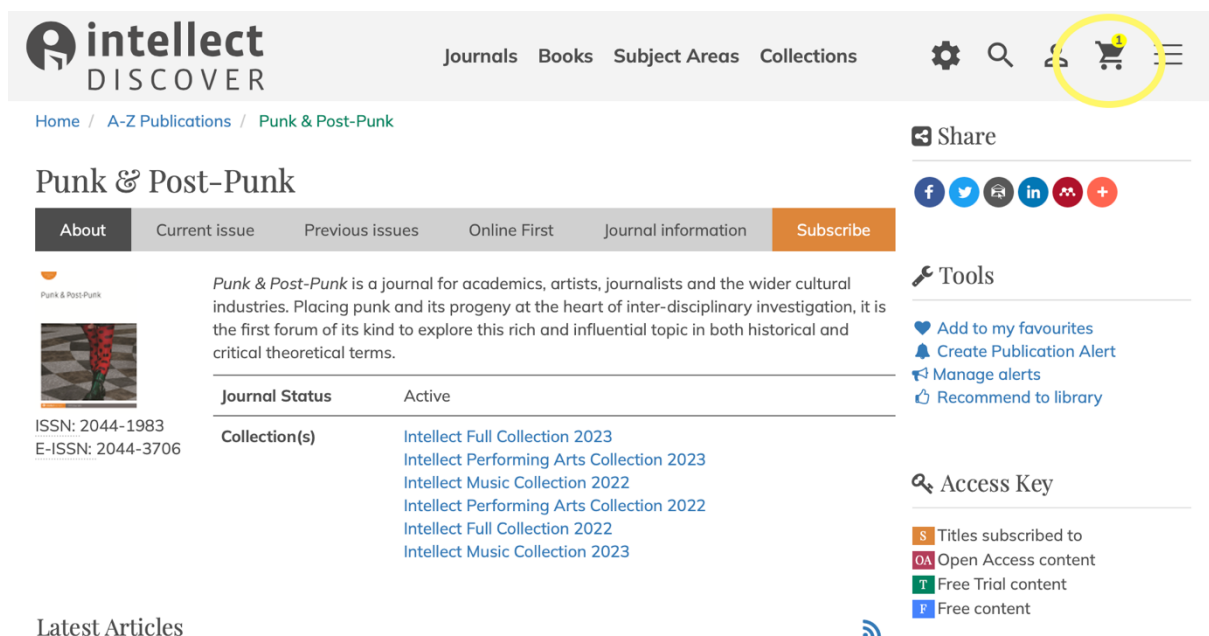 intellect
DISCOVER
Journals Books Subject Areas Collections
1
Home / A-Z Publications / Punk & Post-Punk
Punk & Post-Punk
About Current issue Previous issues Online First Journal information Subscribe
Punk & Post-Punk
ISSN: 2044-1983
E-ISSN: 2044-3706
Punk & Post-Punk is a journal for academics, artists, journalists and the wider cultural
industries. Placing punk and its progeny at the heart of inter-disciplinary investigation, it is
the first forum of its kind to explore this rich and influential topic in both historical and
critical theoretical terms.
Journal Status Active
Collection(s) Intellect Full Collection 2023
Intellect Performing Arts Collection 2023
Intellect Music Collection 2022
Intellect Performing Arts Collection 2022
Intellect Full Collection 2022
Intellect Music Collection 2023
Latest Articles
Share
f in +
Tools
Add to my favourites
Create Publication Alert
Manage alerts
Recommend to library
Access Key
S Titles subscribed to
OA Open Access content
T Free Trial content
F Free content